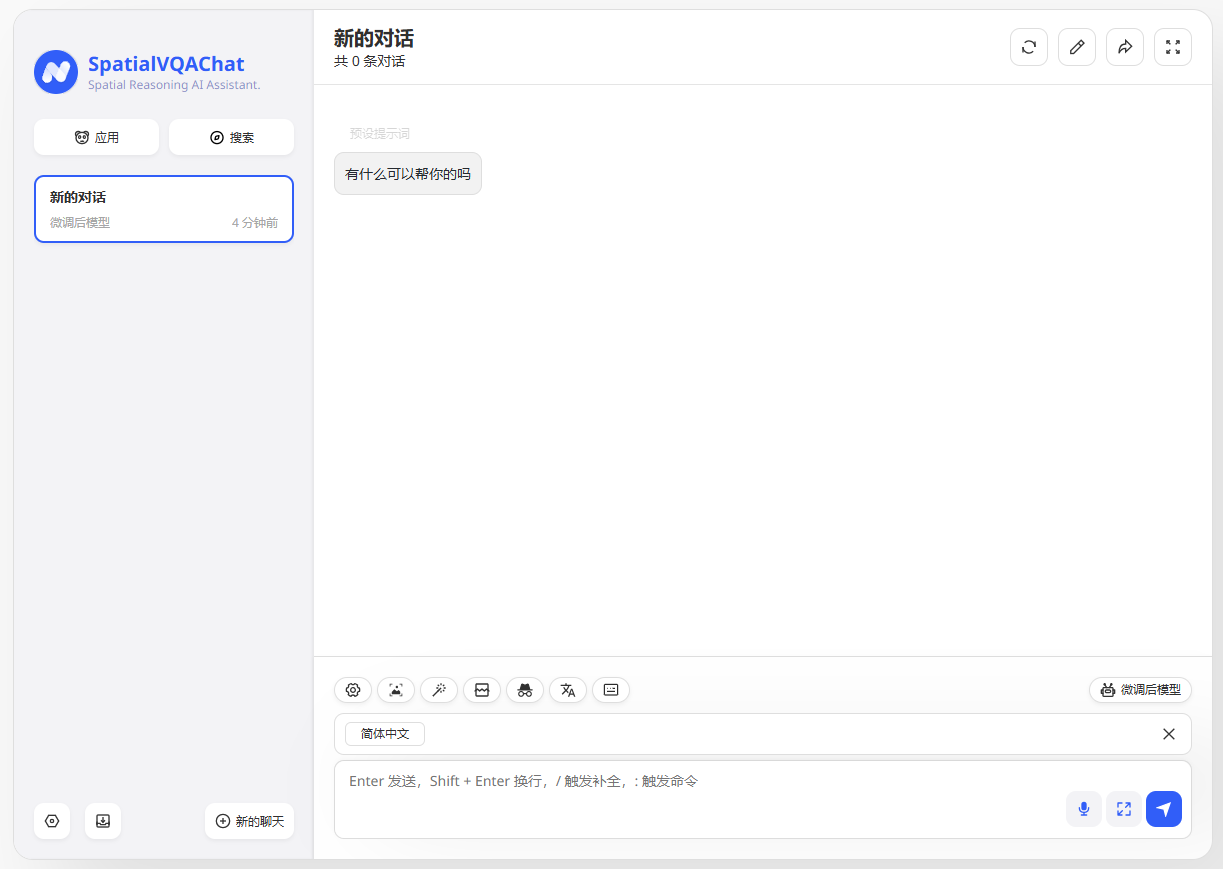 SpatialVQAChat
Spatial Reasoning AI Assistant.
应用
搜索
新的对话
微调后模型
4 分钟前
新的聊天
新的对话
共 0 条对话
预设提示词
有什么可以帮你的吗
微调后模型
简体中文
Enter 发送，Shift + Enter 换行，/ 触发补全，: 触发命令